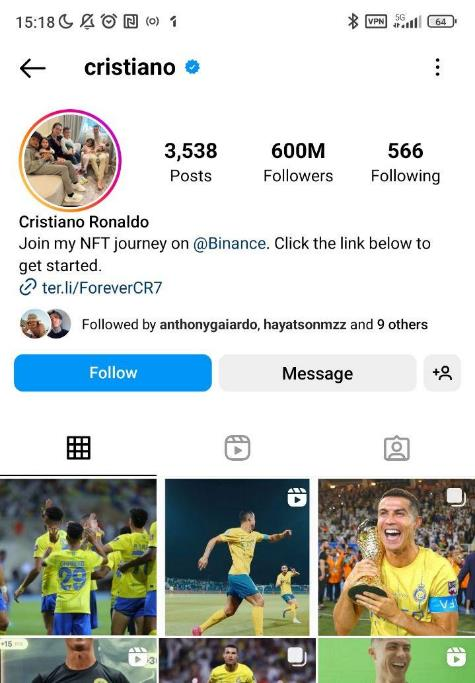 15:18
VPN 5G 64
cristiano
3,538 600M 566
Posts Followers Following
Cristiano Ronaldo
Join my NFT journey on @Binance. Click the link below to
get started.
ter.li/ForeverCR7
Followed by anthonygaiardo, hayatsonmzz and 9 others
Follow Message
29
+15